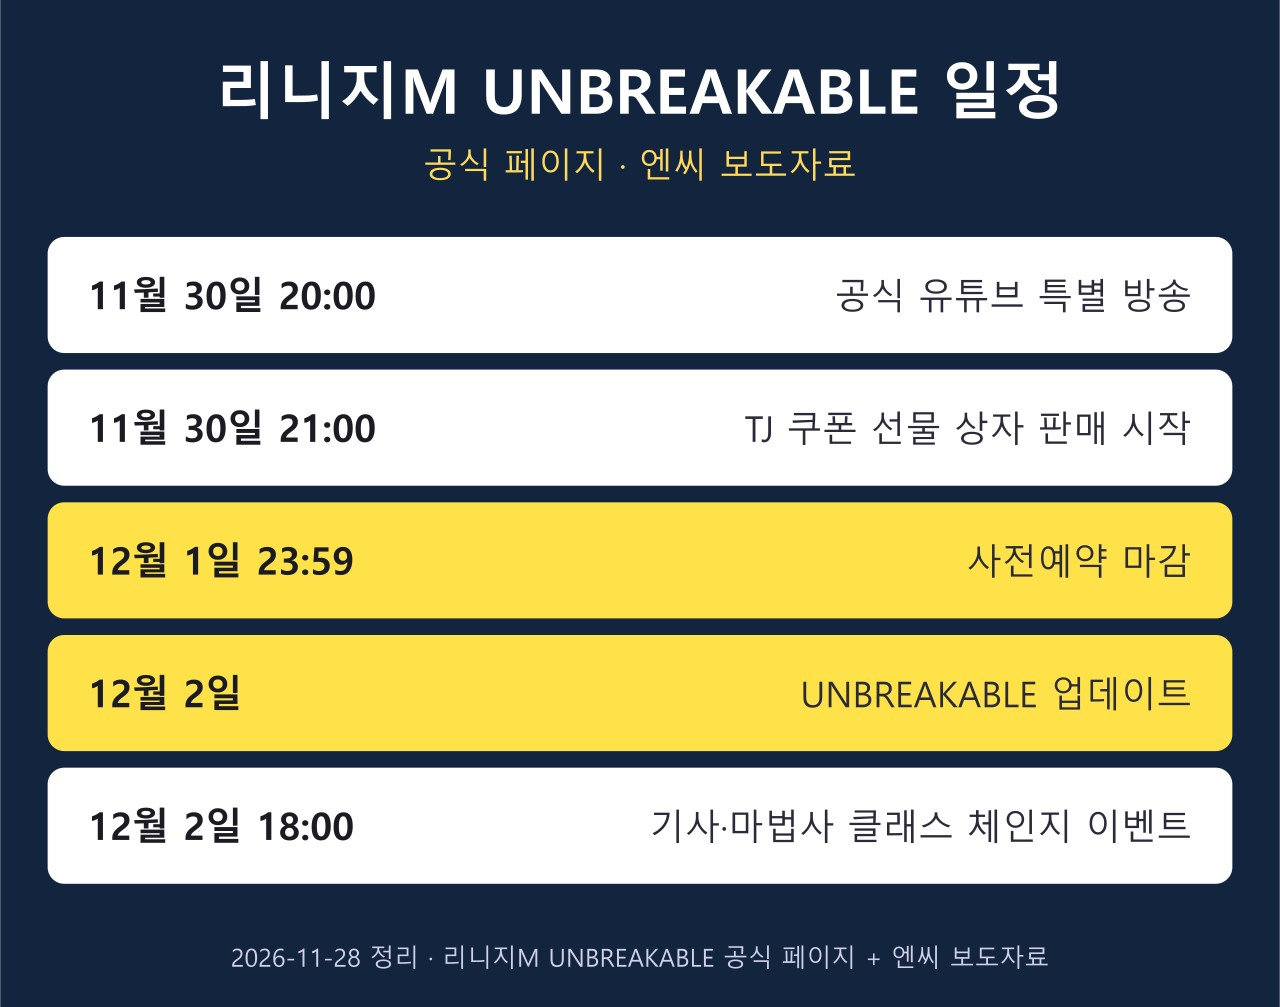 리니지M UNBREAKABLE 일정
공식 페이지 · 엔씨 보도자료
11월 30일 20:00 공식 유튜브 특별 방송
11월 30일 21:00 TJ 쿠폰 선물 상자 판매 시작
12월 1일 23:59 사전예약 마감
12월 2일 UNBREAKABLE 업데이트
12월 2일 18:00 기사·마법사 클래스 체인지 이벤트
2026-11-28 정리 · 리니지M UNBREAKABLE 공식 페이지 + 엔씨 보도자료